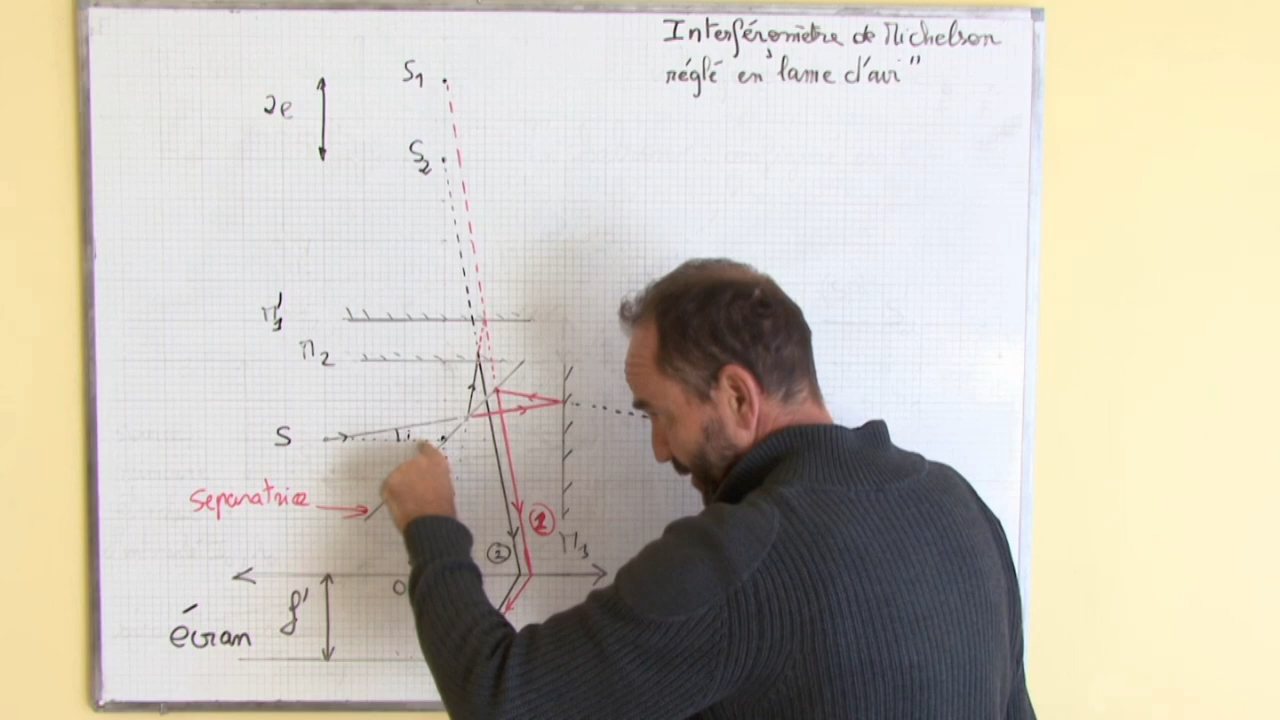 Interféromètre de Michelson
réglé en "lame d'air"
S1
2e
S2
M'1
M2
S
i
separatrice
1
2
M1
O
f'
écran